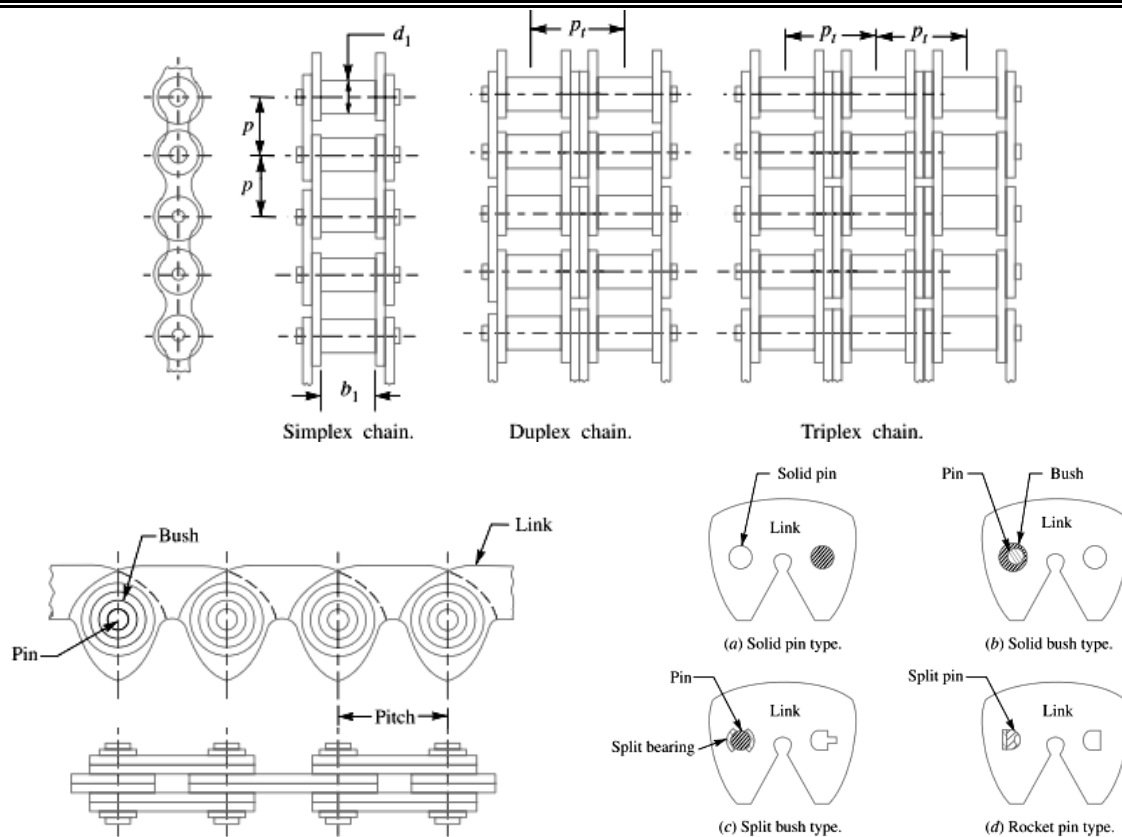 d1
pt
pt
pt
p
p
b1
Simplex chain.
Duplex chain.
Triplex chain.
Bush
Link
Pin
Pitch
Solid pin
Link
(a) Solid pin type.
Pin
Bush
Link
(b) Solid bush type.
Pin
Link
Split bearing
(c) Split bush type.
Split pin
Link
(d) Rocket pin type.